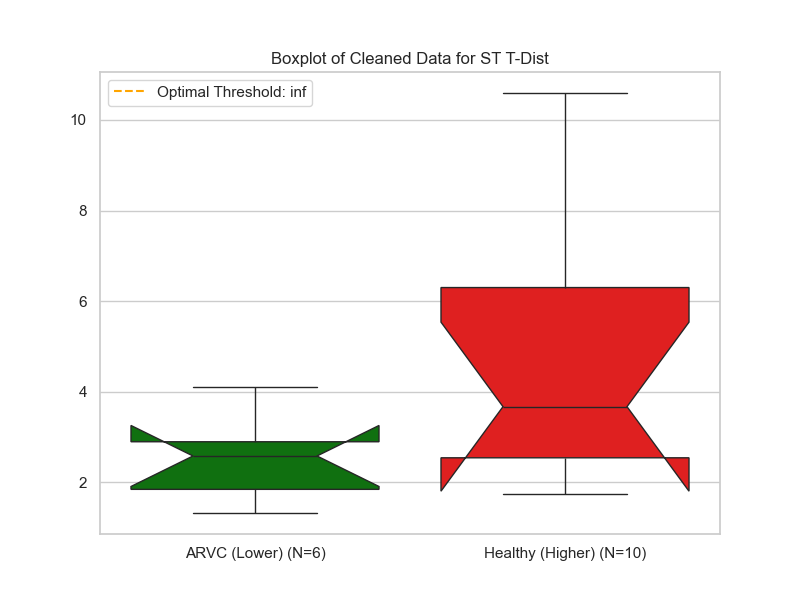 Boxplot of Cleaned Data for ST T-Dist
Optimal Threshold: inf
10
8
6
4
2
ARVC (Lower) (N=6)
Healthy (Higher) (N=10)